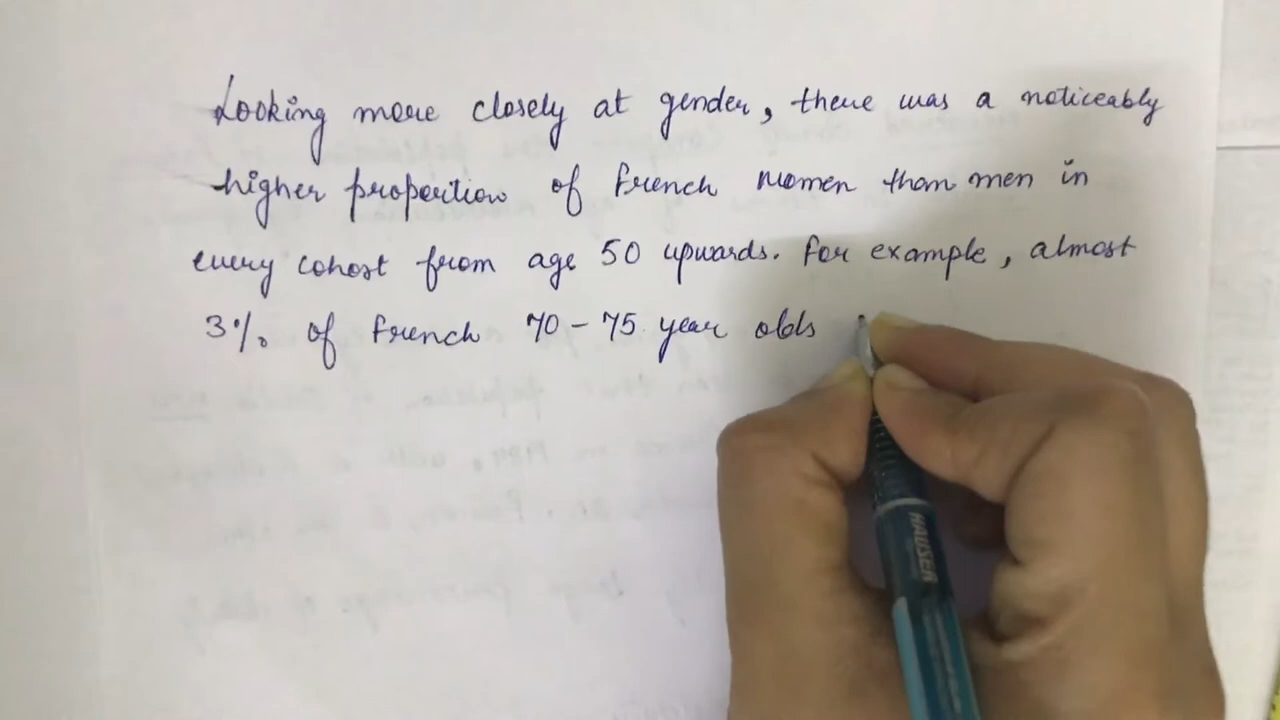 Looking more closely at gender, there was a noticeably
higher proportion of French women than men in
every cohort from age 50 upwards. For example, almost
3% of French 70-75 year olds
HAUSER